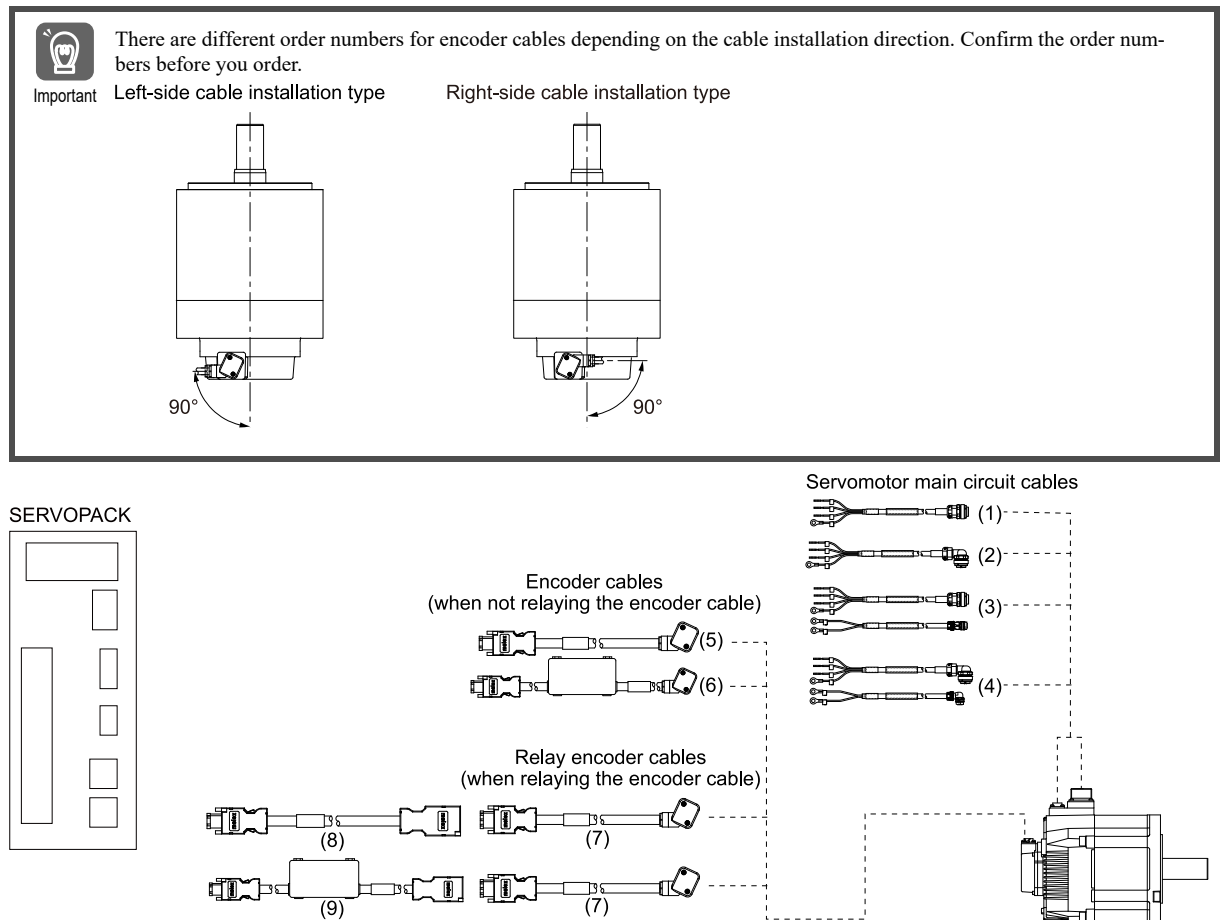 There are different order numbers for encoder cables depending on the cable installation direction. Confirm the order num-
bers before you order.
Important
Left-side cable installation type
Right-side cable installation type
90°
90°
Servomotor main circuit cables
SERVOPACK
(1)
(2)
Encoder cables
(when not relaying the encoder cable)
(3)
(5)
(6)
(4)
Relay encoder cables
(when relaying the encoder cable)
(8)
(7)
(9)
(7)